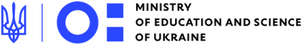 MINISTRY
OF EDUCATION AND SCIENCE
OF UKRAINE